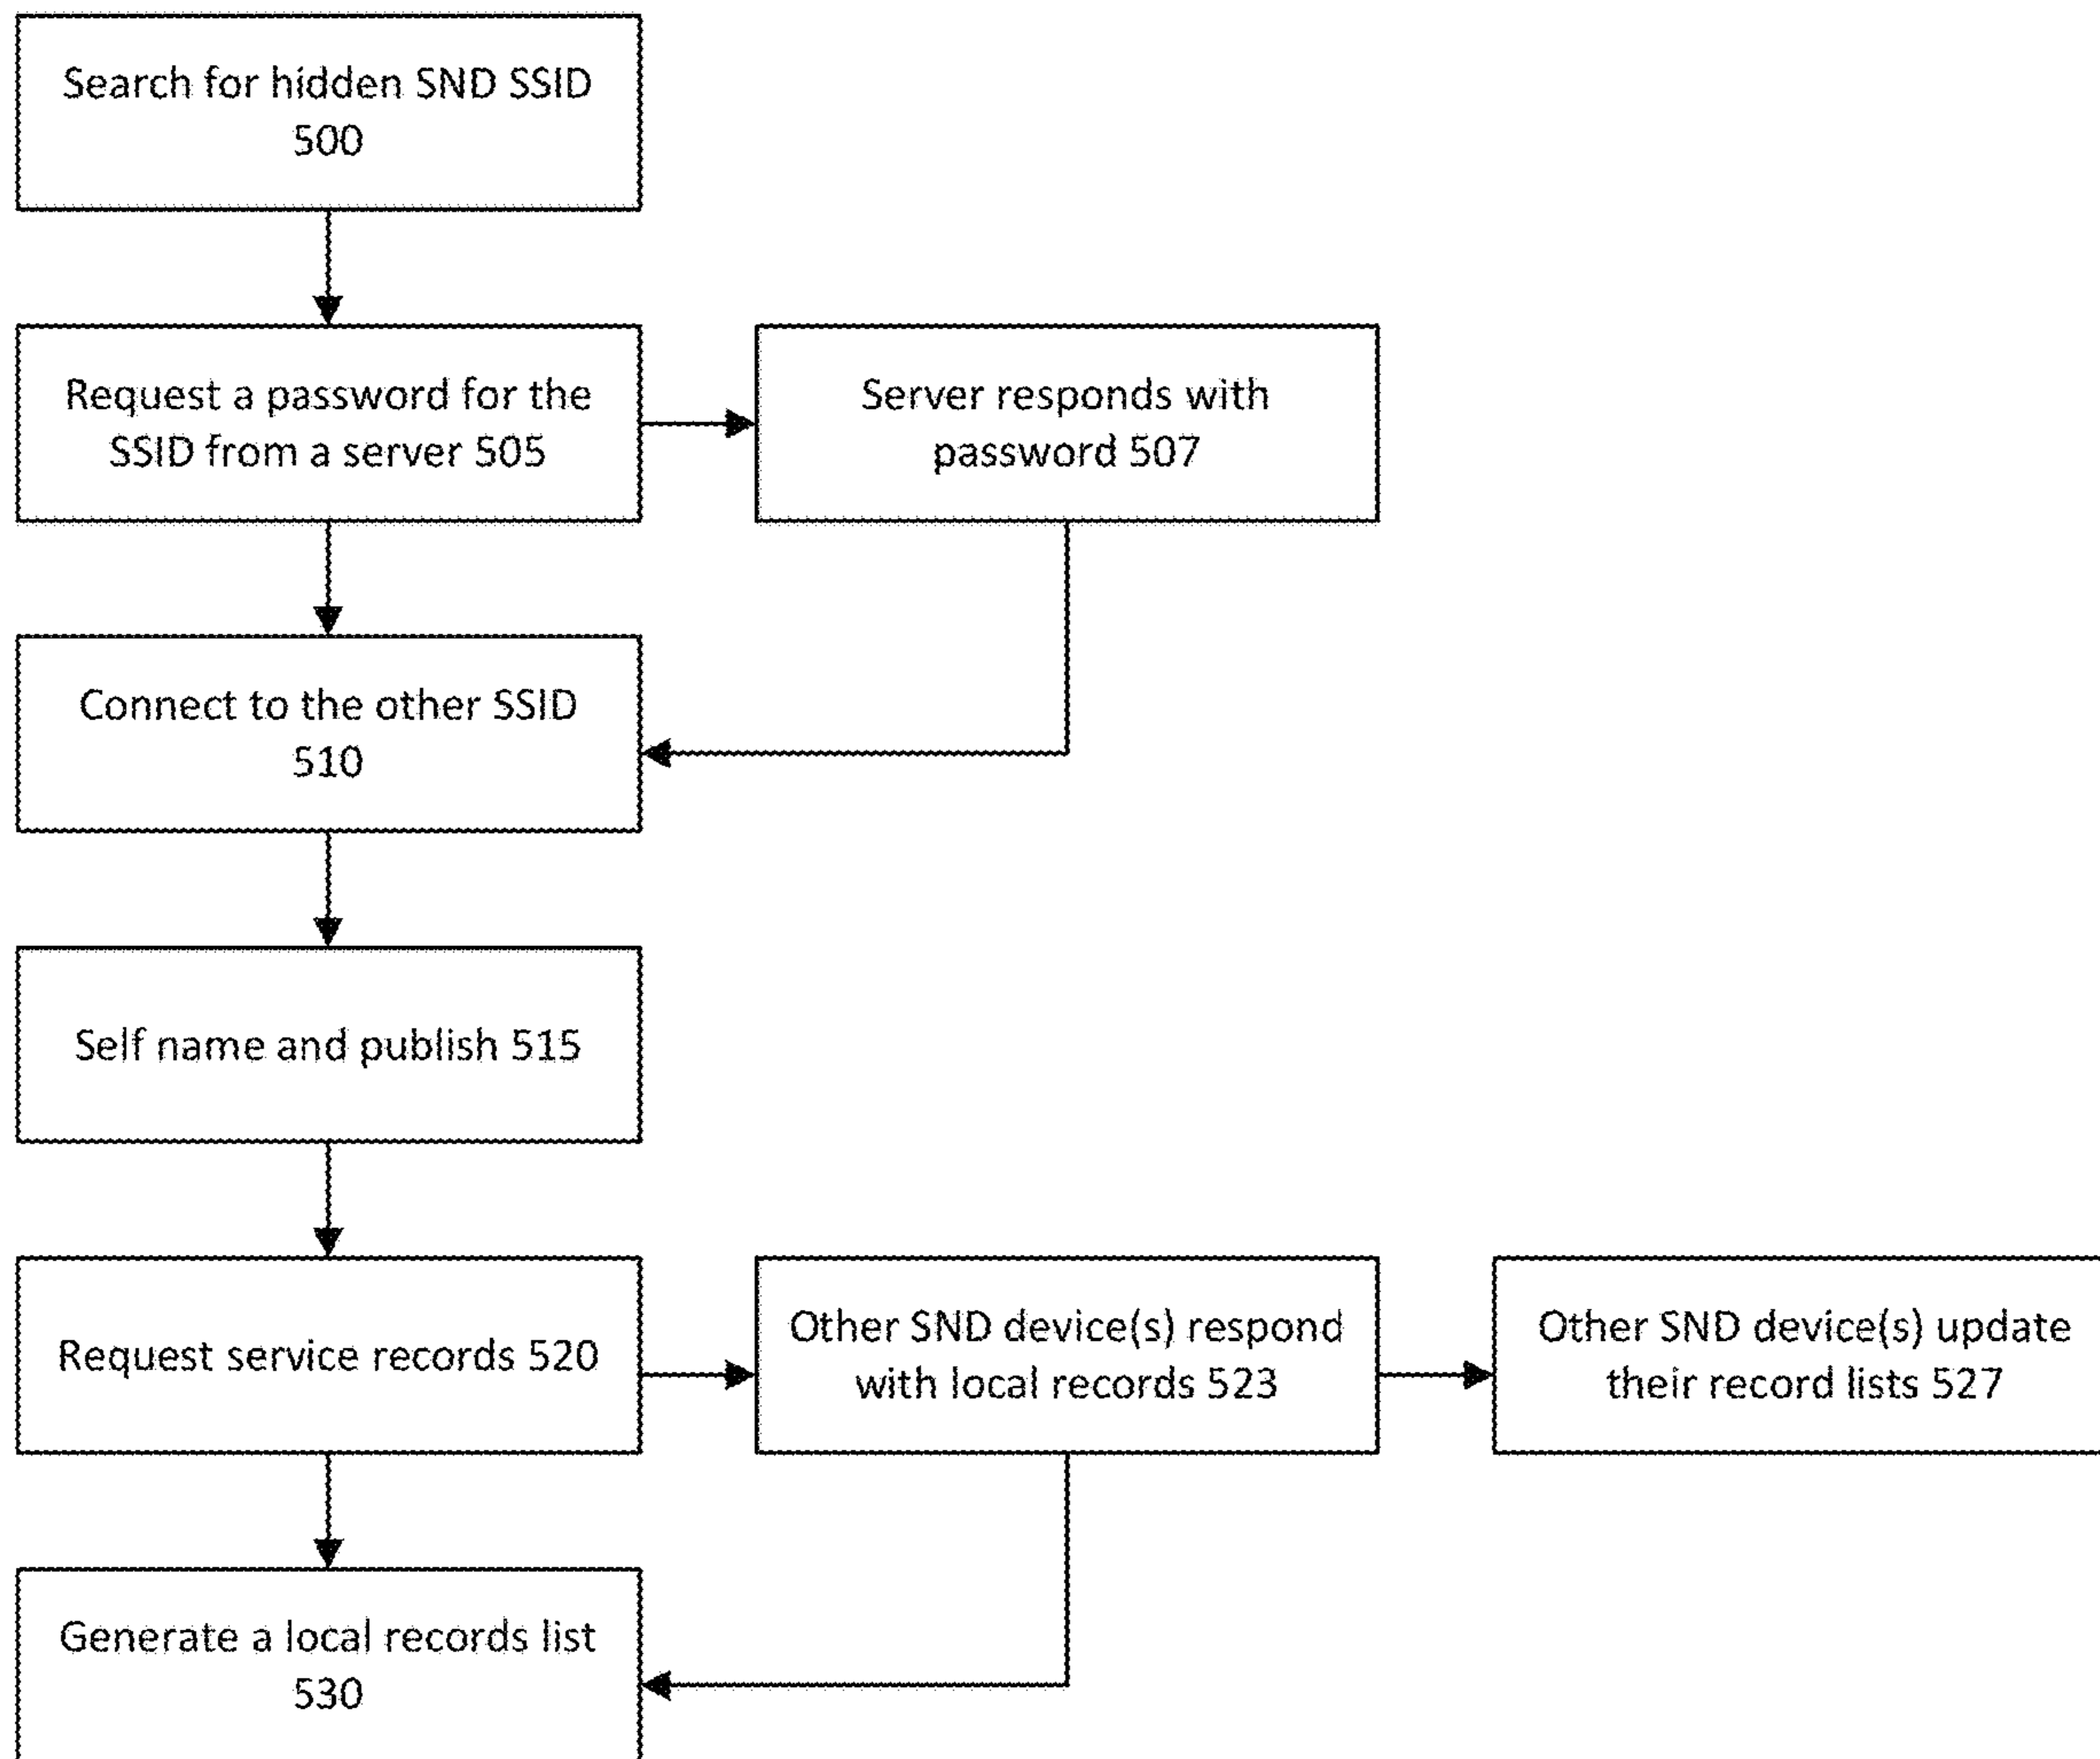 Search for hidden SND SSID
500
Request a password for the
SSID from a server 505
Server responds with
password 507
Connect to the other SSID
510
Self name and publish 515
Request service records 520
Other SND device(s) respond
with local records 523
Other SND device(s) update
their record lists 527
Generate a local records list
530